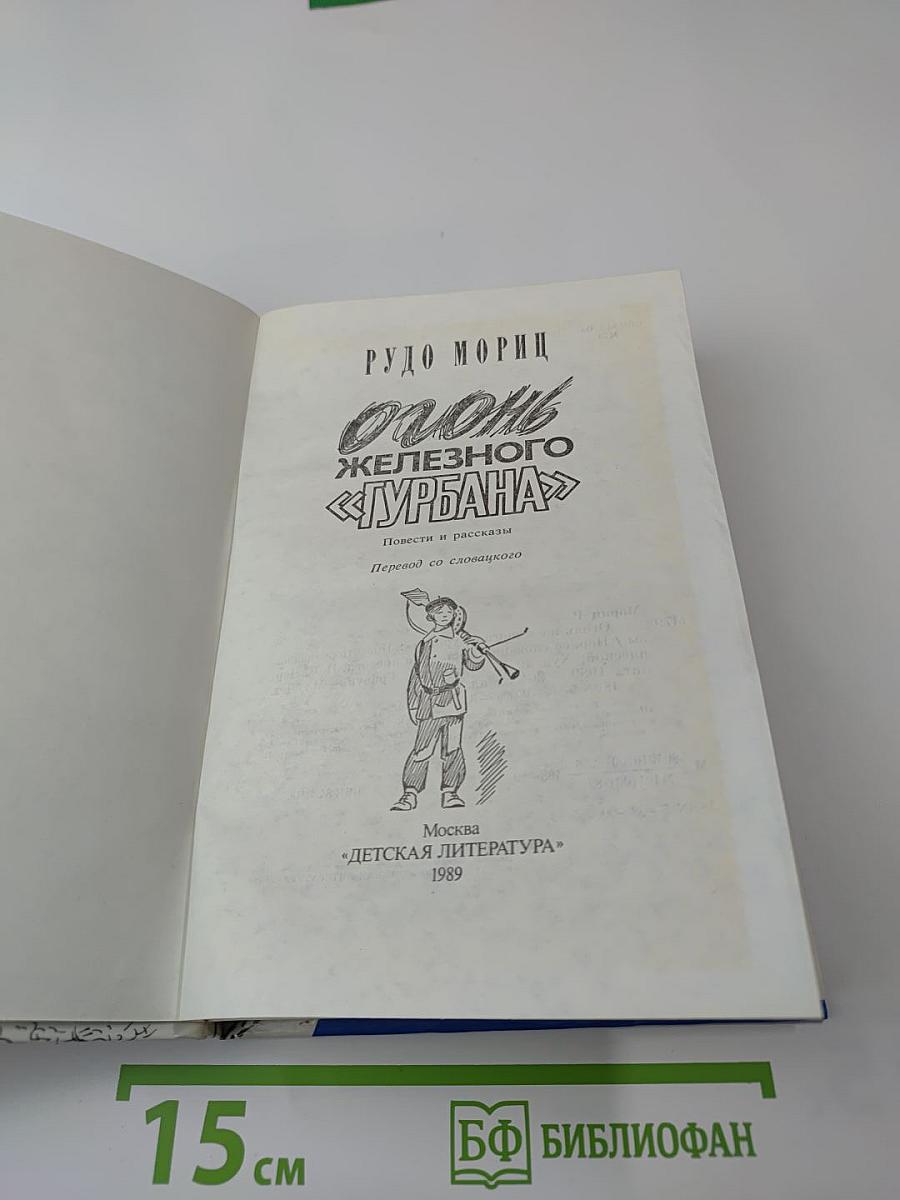 РУДО МОРИЦ
ОГОНЬ
ЖЕЛЕЗНОГО
«ГУРБАНА»
Повести и рассказы
Перевод со словацкого
Москва
«ДЕТСКАЯ ЛИТЕРАТУРА»
1989
15 см
БФ БИБЛИОФАН